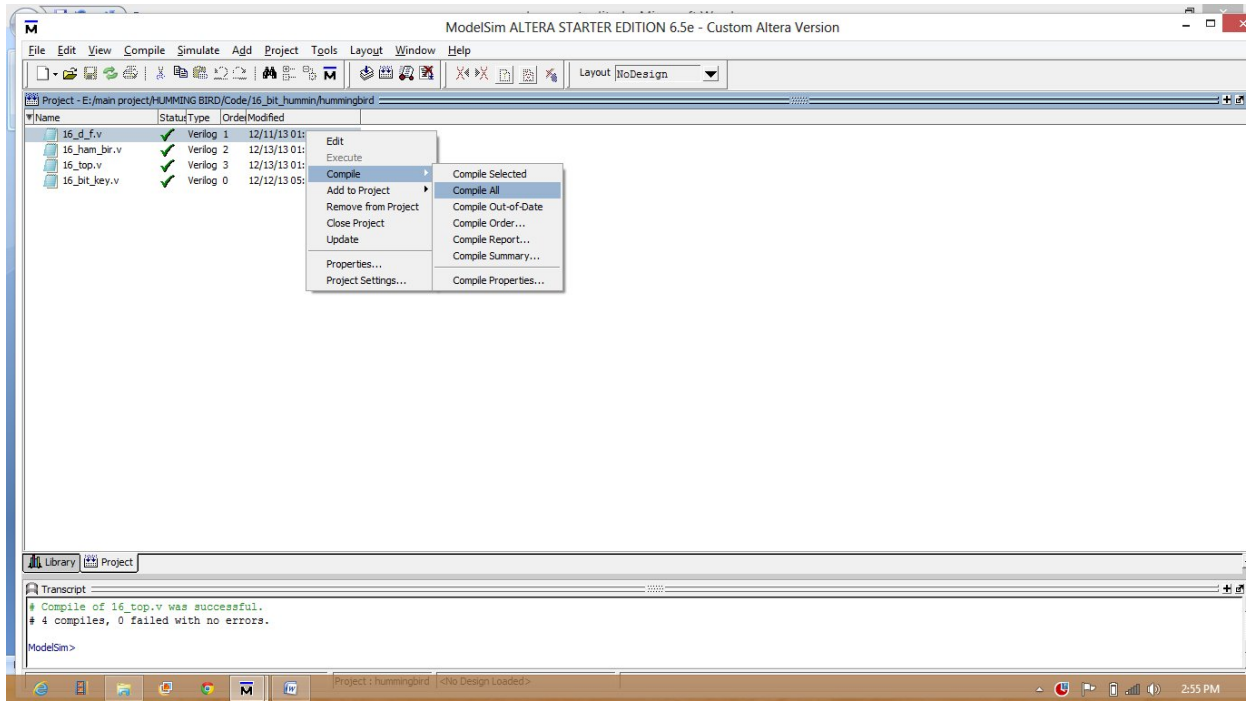 ModelSim ALTERA STARTER EDITION 6.5e - Custom Altera Version
File Edit View Compile Simulate Add Project Tools Layout Window Help
Layout NoDesign
Project - E:/main project/HUMMING BIRD/Code/16_bit_hummin/hummingbird
Name Status Type Order Modified
16_d_f.v Verilog 1 12/11/13 01:
16_ham_bir.v Verilog 2 12/13/13 01:
16_top.v Verilog 3 12/13/13 01:
16_bit_key.v Verilog 0 12/12/13 05:
Edit
Execute
Compile
Add to Project
Remove from Project
Close Project
Update
Properties...
Project Settings...
Compile Selected
Compile All
Compile Out-of-Date
Compile Order...
Compile Report...
Compile Summary...
Compile Properties...
Library Project
Transcript
# Compile of 16_top.v was successful.
# 4 compiles, 0 failed with no errors.
ModelSim>
Project : hummingbird <No Design Loaded>
2:55 PM